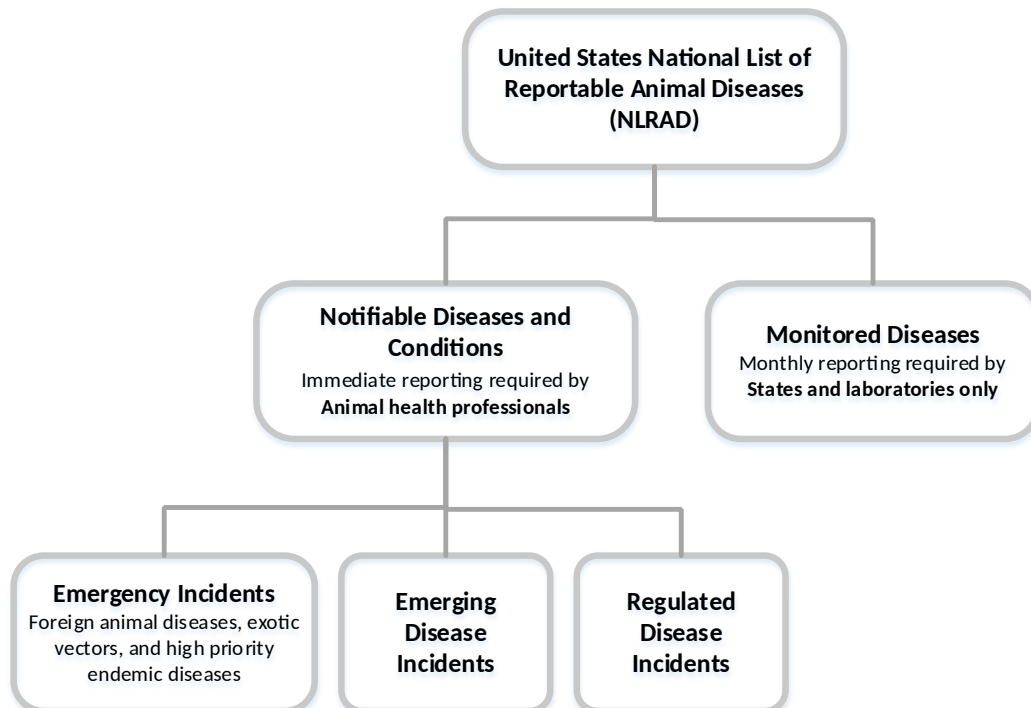 United States National List of
Reportable Animal Diseases
(NLRAD)
Notifiable Diseases and
Conditions
Immediate reporting required by
Animal health professionals
Monitored Diseases
Monthly reporting required by
States and laboratories only
Emergency Incidents
Foreign animal diseases, exotic
vectors, and high priority
endemic diseases
Emerging
Disease
Incidents
Regulated
Disease
Incidents